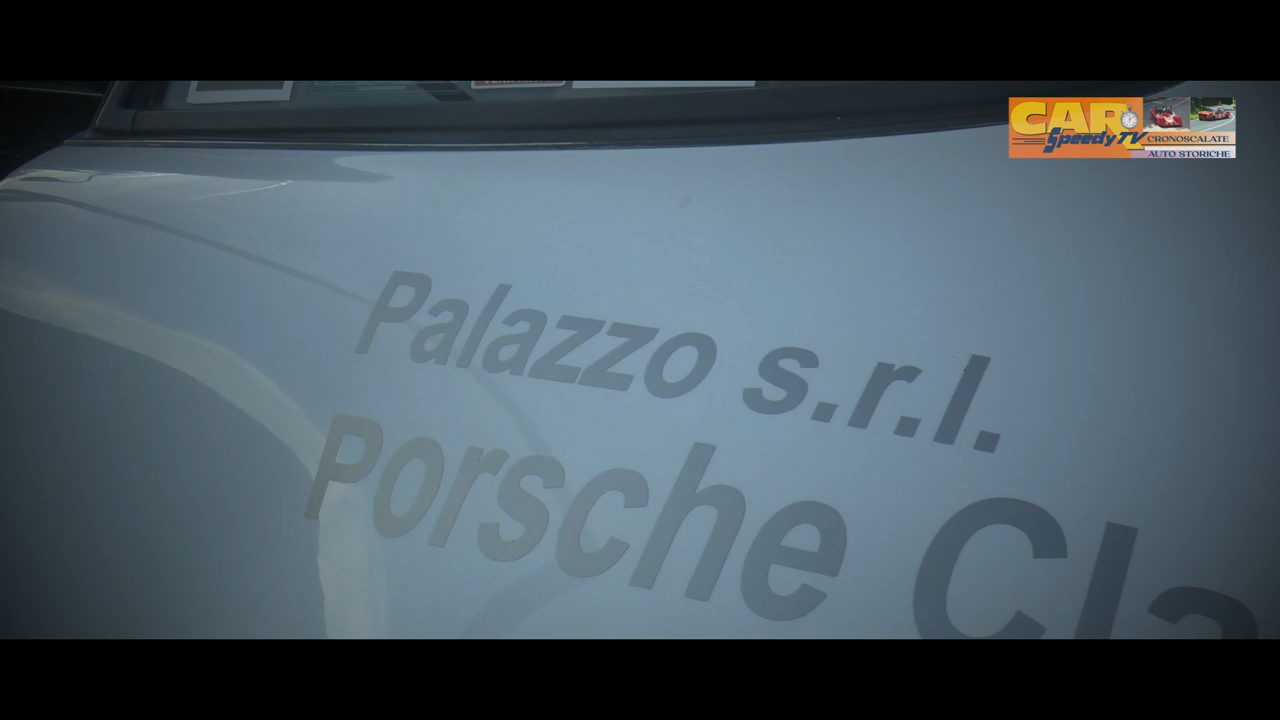 CAR
Speedy TV
CRONOSCALATE
AUTO STORICHE
Palazzo s.r.l.
Porsche Cla